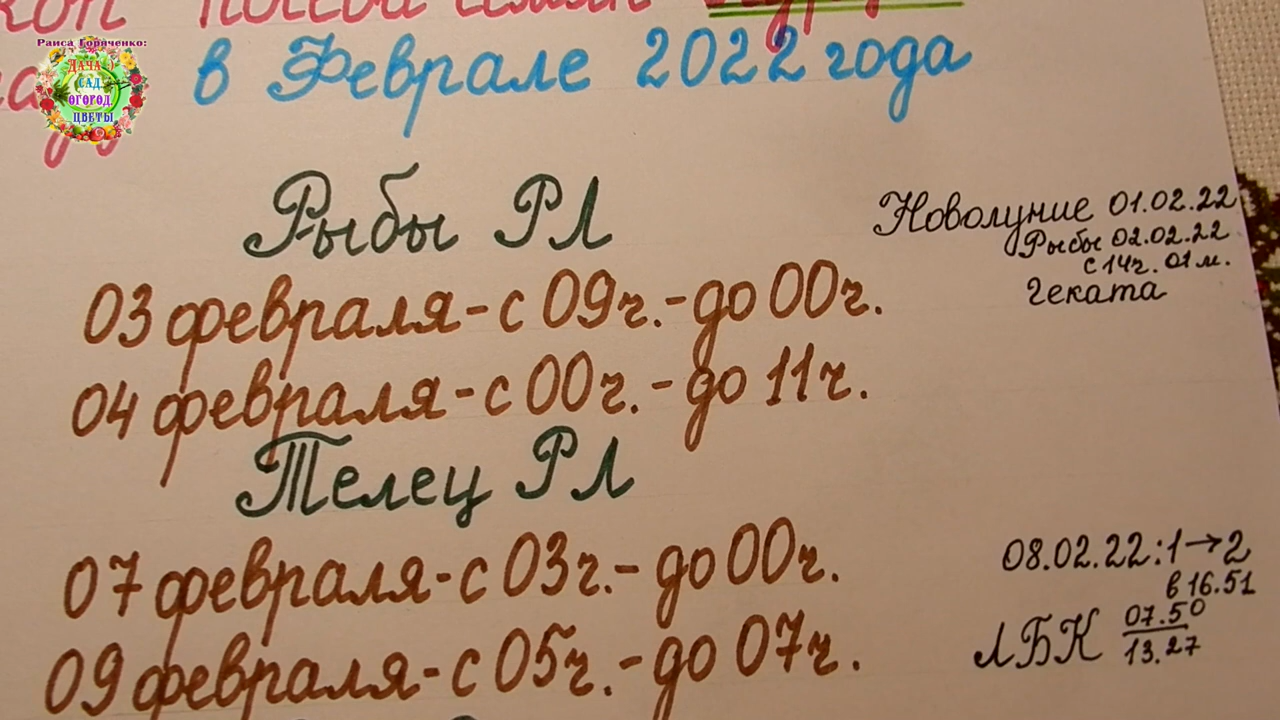 Раиса Горяченко:
ДАЧА
САД
ОГОРОД
ЦВЕТЫ
посева семян
в Феврале 2022 года
Рыбы РЛ
Новолуние 01.02.22
Рыбы 02.02.22
с 14ч. 01м.
Геката
03 февраля - с 09ч. - до 00ч.
04 февраля - с 00ч. - до 11ч.
Телец РЛ
07 февраля - с 03ч. - до 00ч.
08.02.22: 1→2
в 16.51
09 февраля - с 05ч. - до 07ч.
ЛБК 07.50
13.27